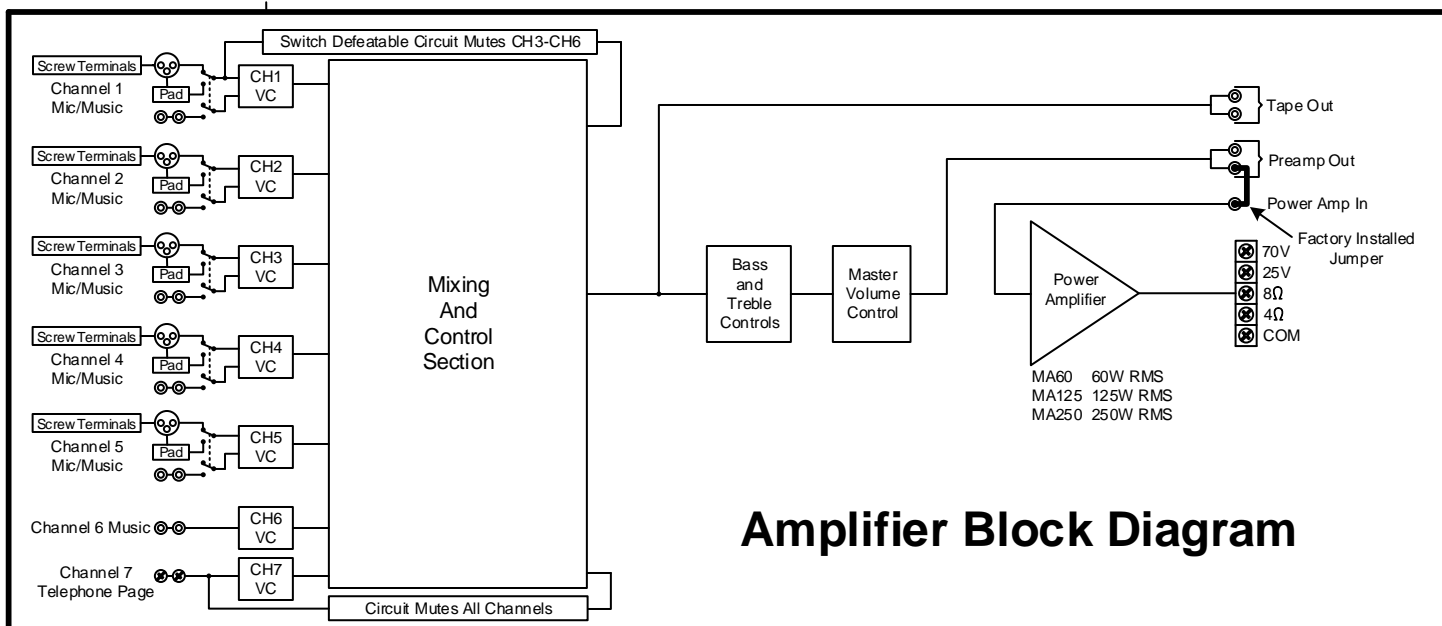 Switch Defeatable Circuit Mutes CH3-CH6
Screw Terminals
Channel 1
Mic/Music
Pad
CH1
VC
Screw Terminals
Channel 2
Mic/Music
Pad
CH2
VC
Screw Terminals
Channel 3
Mic/Music
Pad
CH3
VC
Screw Terminals
Channel 4
Mic/Music
Pad
CH4
VC
Screw Terminals
Channel 5
Mic/Music
Pad
CH5
VC
Channel 6 Music
CH6
VC
Channel 7
Telephone Page
CH7
VC
Circuit Mutes All Channels
Mixing
And
Control
Section
Bass
and
Treble
Controls
Master
Volume
Control
Tape Out
Preamp Out
Power Amp In
Factory Installed
Jumper
Power
Amplifier
70V
25V
8Ω
4Ω
COM
MA60 60W RMS
MA125 125W RMS
MA250 250W RMS
Amplifier Block Diagram